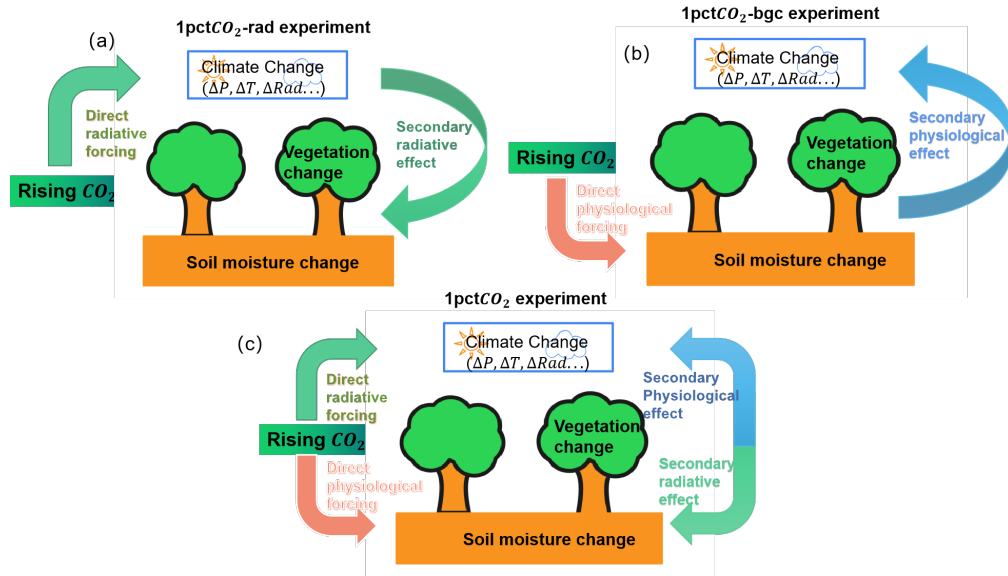 1pctCO₂-rad experiment
(a)
Climate Change
(ΔP, ΔT, ΔRad...)
Direct
radiative
forcing
Secondary
radiative
effect
Vegetation
change
Rising CO₂
Soil moisture change
1pctCO₂-bgc experiment
(b)
Climate Change
(ΔP, ΔT, ΔRad...)
Secondary
physiological
effect
Vegetation
change
Rising CO₂
Direct
physiological
forcing
Soil moisture change
1pctCO₂ experiment
(c)
Climate Change
(ΔP, ΔT, ΔRad...)
Direct
radiative
forcing
Secondary
Physiological
effect
Vegetation
change
Rising CO₂
Direct
physiological
forcing
Secondary
radiative
effect
Soil moisture change